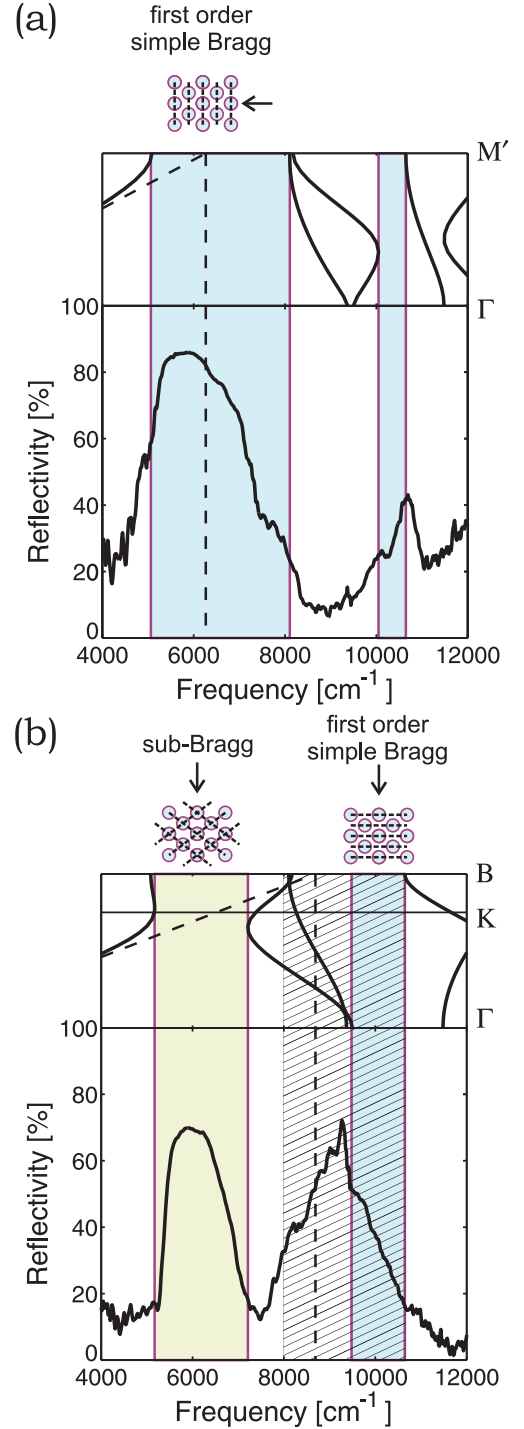 (a)
first order
simple Bragg
M′
Γ
100
80
60
40
20
0
Reflectivity [%]
4000 6000 8000 10000 12000
Frequency [cm-1]
(b)
sub-Bragg
first order
simple Bragg
B
K
Γ
100
80
60
40
20
0
Reflectivity [%]
4000 6000 8000 10000 12000
Frequency [cm-1]